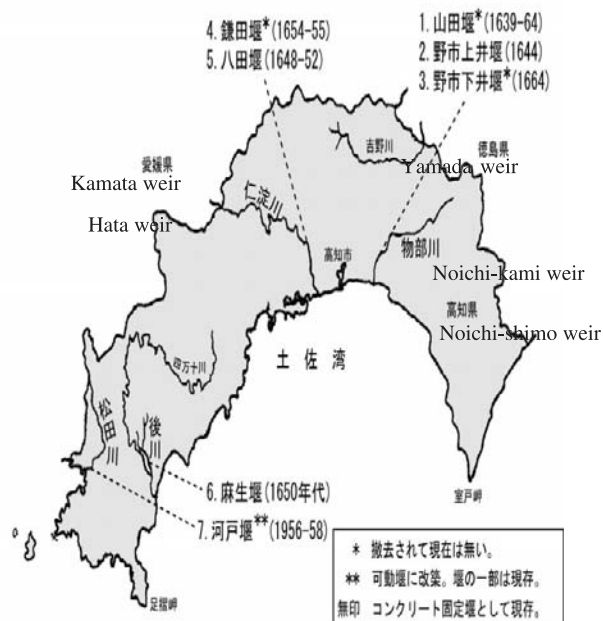 4. 鎌田堰*(1654-55)
5. 八田堰(1648-52)
1. 山田堰*(1639-64)
2. 野市上井堰(1644)
3. 野市下井堰*(1664)
吉野川
徳島県
Yamada weir
愛媛県
Kamata weir
仁淀川
Hata weir
高知市
物部川
Noichi-kami weir
高知県
Noichi-shimo weir
四万十川
土佐湾
松田川
後川
6. 麻生堰(1650年代)
7. 河戸堰**(1956-58)
室戸岬
足摺岬
* 撤去されて現在は無い。
** 可動堰に改築。堰の一部は現存。
無印 コンクリート固定堰として現存。